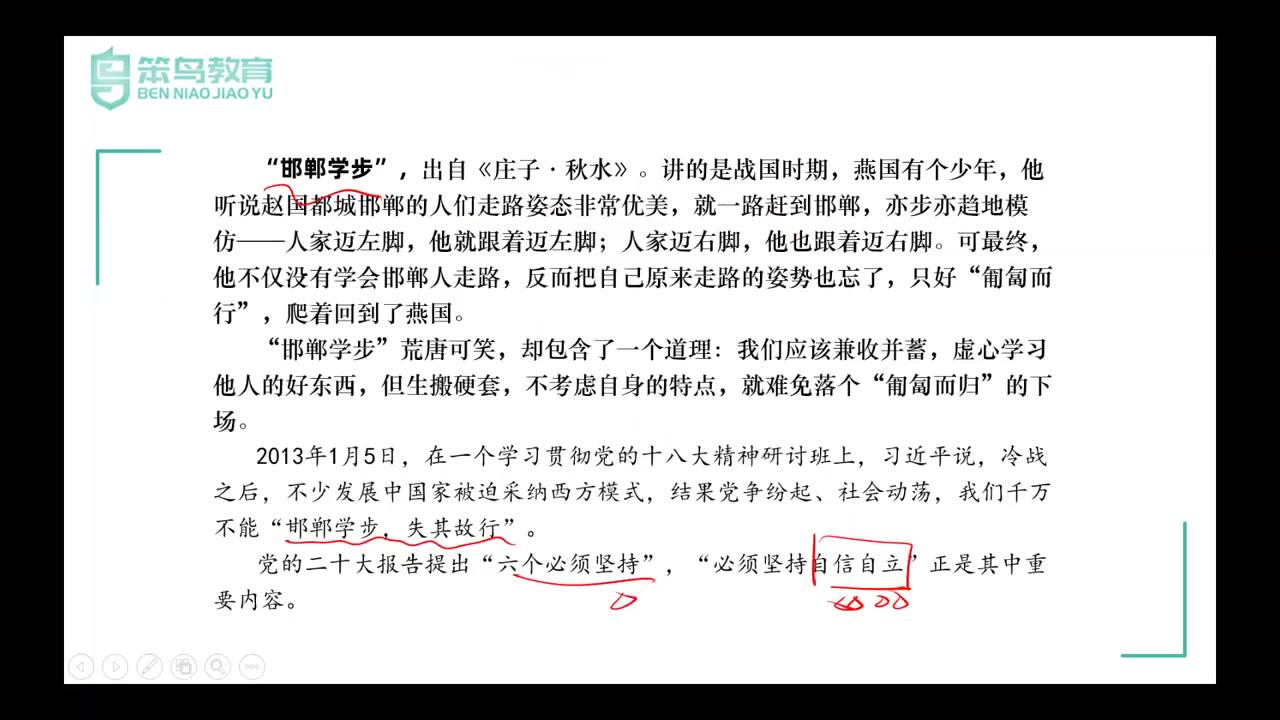 笨鸟教育
BEN NIAO JIAO YU
“邯郸学步”，出自《庄子·秋水》。讲的是战国时期，燕国有个少年，他
听说赵国都城邯郸的人们走路姿态非常优美，就一路赶到邯郸，亦步亦趋地模
仿——人家迈左脚，他就跟着迈左脚；人家迈右脚，他也跟着迈右脚。可最终，
他不仅没有学会邯郸人走路，反而把自己原来走路的姿势也忘了，只好“匍匐而
行”，爬着回到了燕国。
“邯郸学步”荒唐可笑，却包含了一个道理：我们应该兼收并蓄，虚心学习
他人的好东西，但生搬硬套，不考虑自身的特点，就难免落个“匍匐而归”的下
场。
2013年1月5日，在一个学习贯彻党的十八大精神研讨班上，习近平说，冷战
之后，不少发展中国家被迫采纳西方模式，结果党争纷起、社会动荡，我们千万
不能“邯郸学步，失其故行”。
党的二十大报告提出“六个必须坚持”，“必须坚持自信自立”正是其中重
要内容。